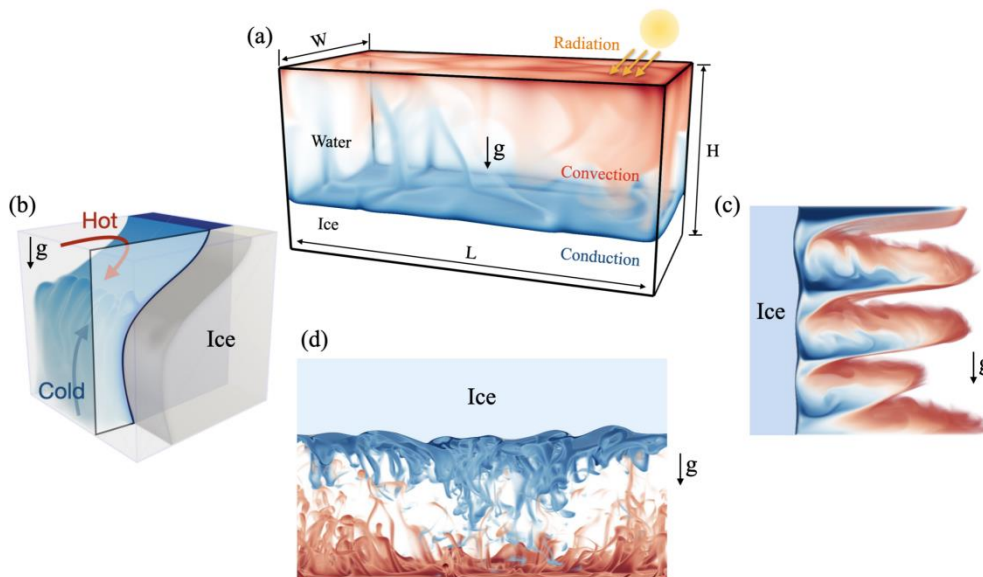 (a)
W
Radiation
Water
g
H
Convection
Ice
Conduction
L
(b)
Hot
g
Ice
Cold
(c)
Ice
g
(d)
Ice
g